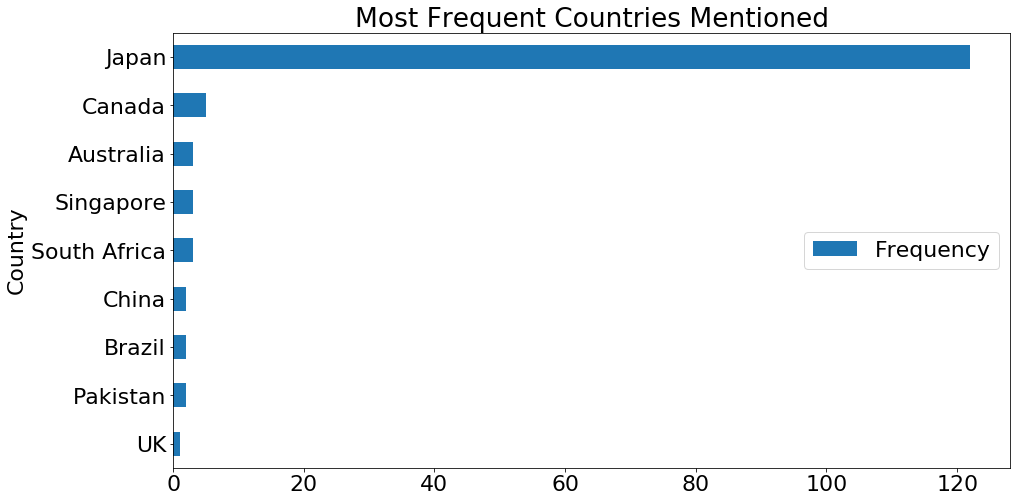 Most Frequent Countries Mentioned
Country
Japan
Canada
Australia
Singapore
South Africa
China
Brazil
Pakistan
UK
Frequency
0 20 40 60 80 100 120